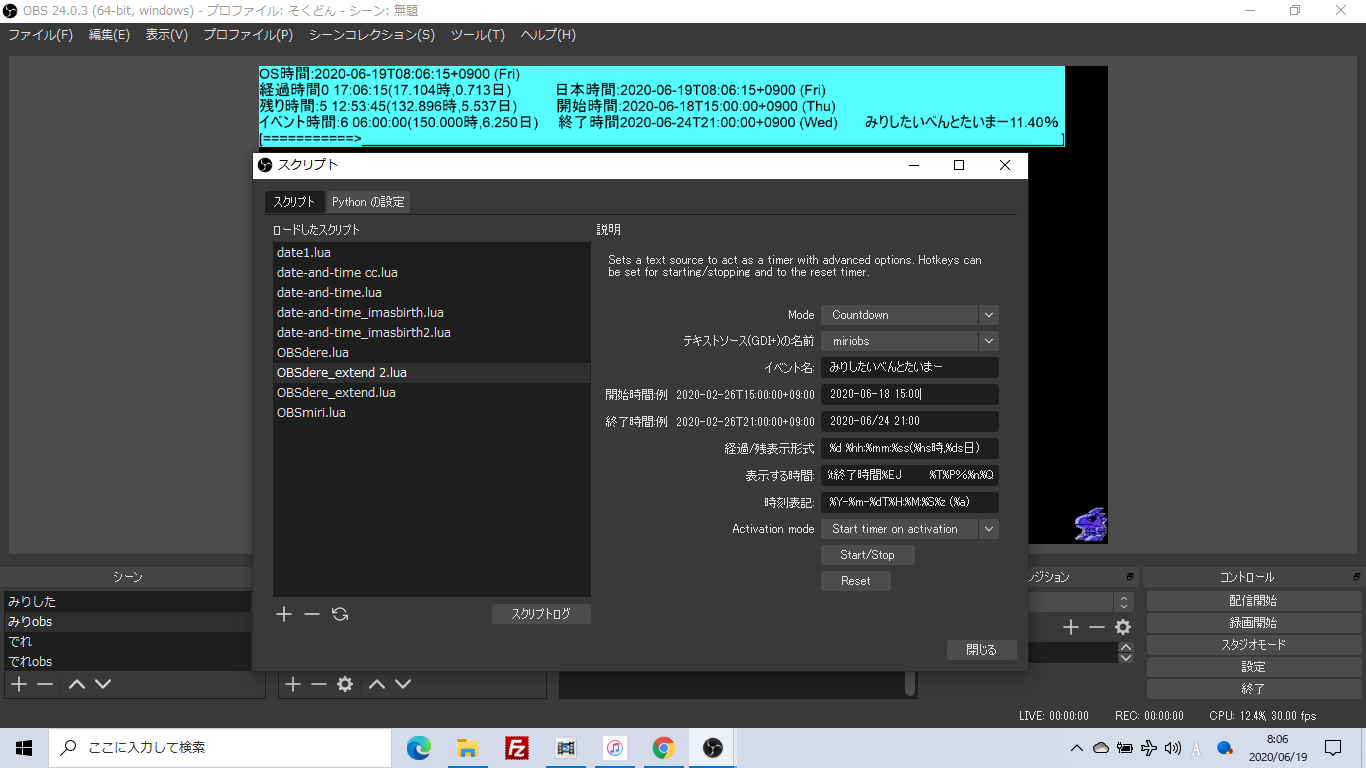 OBS 24.0.3 (64-bit, windows) - プロファイル: そくどん - シーン: 無題
ファイル(F) 編集(E) 表示(V) プロファイル(P) シーンコレクション(S) ツール(T) ヘルプ(H)
OS時間:2020-06-19T08:06:15+0900 (Fri)
経過時間0 17:06:15(17.104時,0.713日) 日本時間:2020-06-19T08:06:15+0900 (Fri)
残り時間:5 12:53:45(132.896時,5.537日) 開始時間:2020-06-18T15:00:00+0900 (Thu)
イベント時間:6 06:00:00(150.000時,6.250日) 終了時間2020-06-24T21:00:00+0900 (Wed) みりしたいべんとたいまー11.40%
[===========>
スクリプト
スクリプト Python の設定
ロードしたスクリプト
date1.lua
date-and-time cc.lua
date-and-time.lua
date-and-time_imasbirth.lua
date-and-time_imasbirth2.lua
OBSdere.lua
OBSdere_extend 2.lua
OBSdere_extend.lua
OBSmiri.lua
スクリプトログ
説明
Sets a text source to act as a timer with advanced options. Hotkeys can
be set for starting/stopping and to the reset timer.
Mode Countdown
テキストソース(GDI+)の名前 miriobs
イベント名: みりしたいべんとたいまー
開始時間:例 2020-02-26T15:00:00+09:00 2020-06-18 15:00
終了時間:例 2020-02-26T21:00:00+09:00 2020-06/24 21:00
経過/残表示形式 %d %hh:%mm:%ss(%hs時,%ds日)
表示する時間: %t終了時間%EJ %T%P%%n%Q
時刻表記: %Y-%m-%dT%H:%M:%S%z (%a)
Activation mode Start timer on activation
Start/Stop
Reset
閉じる
シーン
みりした
みりobs
でれ
でれobs
ンジション
コントロール
配信開始
録画開始
スタジオモード
設定
終了
LIVE: 00:00:00 REC: 00:00:00 CPU: 12.4%, 30.00 fps
ここに入力して検索
A
8:06
2020/06/19